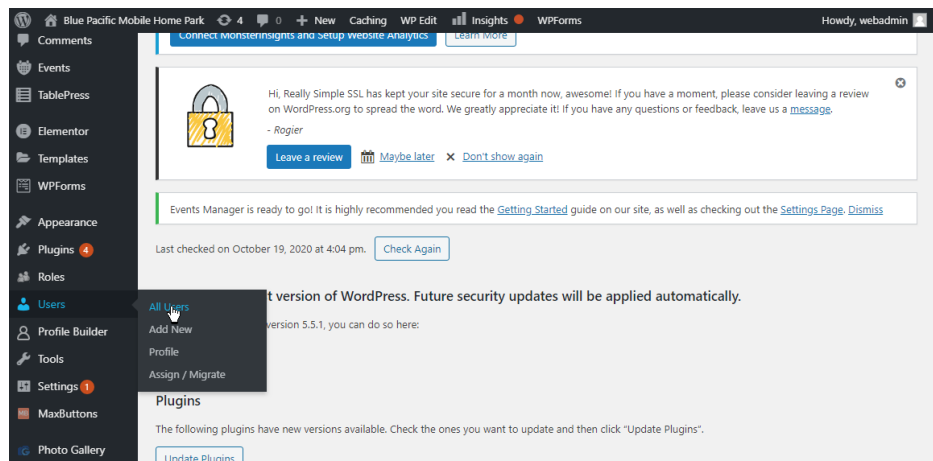 Blue Pacific Mobile Home Park 4 0 + New Caching WP Edit Insights WPForms Howdy, webadmin
Comments
Events
TablePress
Elementor
Templates
WPForms
Appearance
Plugins 4
Roles
Users
Profile Builder
Tools
Settings 1
MaxButtons
Photo Gallery
All Users
Add New
Profile
Assign / Migrate
Connect MonsterInsights and Setup Website Analytics Learn More
Hi, Really Simple SSL has kept your site secure for a month now, awesome! If you have a moment, please consider leaving a review
on WordPress.org to spread the word. We greatly appreciate it! If you have any questions or feedback, leave us a message.
- Rogier
Leave a review Maybe later Don't show again
Events Manager is ready to go! It is highly recommended you read the Getting Started guide on our site, as well as checking out the Settings Page. Dismiss
Last checked on October 19, 2020 at 4:04 pm. Check Again
t version of WordPress. Future security updates will be applied automatically.
version 5.5.1, you can do so here:
Plugins
The following plugins have new versions available. Check the ones you want to update and then click “Update Plugins”.
Update Plugins